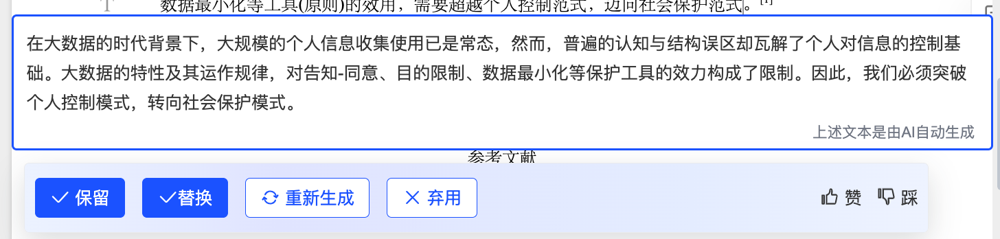 数据最小化等工具(原则)的效用，需要超越个人控制范式，迈向社会保护范式。[1]
在大数据的时代背景下，大规模的个人信息收集使用已是常态，然而，普遍的认知与结构误区却瓦解了个人对信息的控制基
础。大数据的特性及其运作规律，对告知-同意、目的限制、数据最小化等保护工具的效力构成了限制。因此，我们必须突破
个人控制模式，转向社会保护模式。
上述文本是由AI自动生成
参考文献
保留 替换 重新生成 弃用 赞 踩